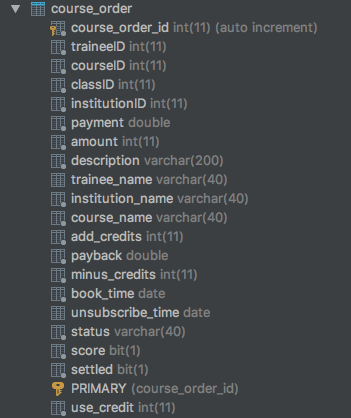 course_order
course_order_id int(11) (auto increment)
traineeID int(11)
courseID int(11)
classID int(11)
institutionID int(11)
payment double
amount int(11)
description varchar(200)
trainee_name varchar(40)
institution_name varchar(40)
course_name varchar(40)
add_credits int(11)
payback double
minus_credits int(11)
book_time date
unsubscribe_time date
status varchar(40)
score bit(1)
settled bit(1)
PRIMARY (course_order_id)
use_credit int(11)